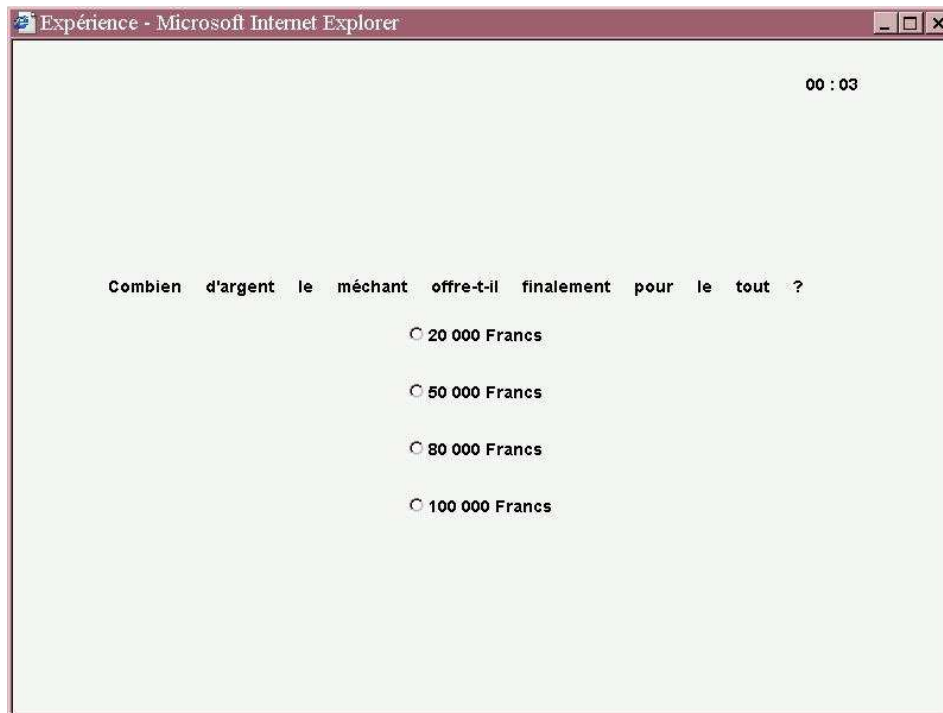 Expérience - Microsoft Internet Explorer
00 : 03
Combien d'argent le méchant offre-t-il finalement pour le tout ?
20 000 Francs
50 000 Francs
80 000 Francs
100 000 Francs